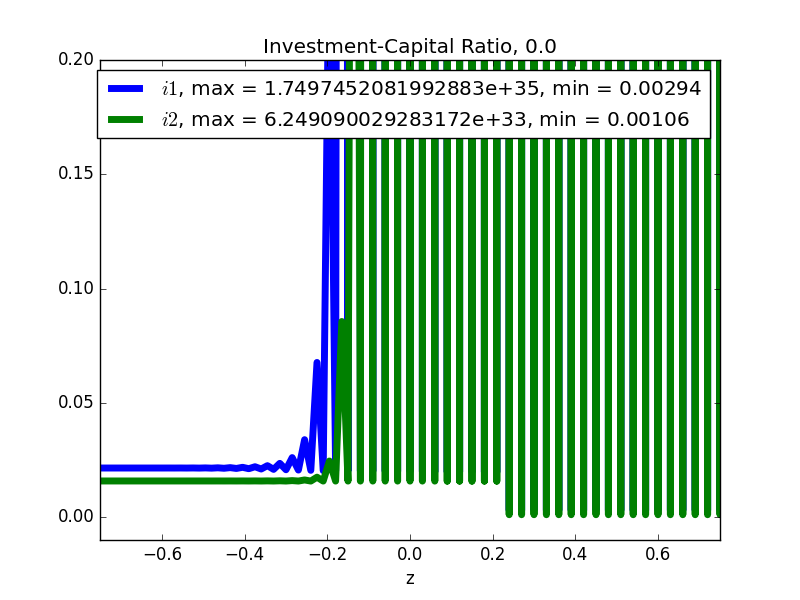 Investment-Capital Ratio, 0.0
i1, max = 1.7497452081992883e+35, min = 0.00294
i2, max = 6.249090029283172e+33, min = 0.00106
0.20
0.15
0.10
0.05
0.00
−0.6 −0.4 −0.2 0.0 0.2 0.4 0.6
z